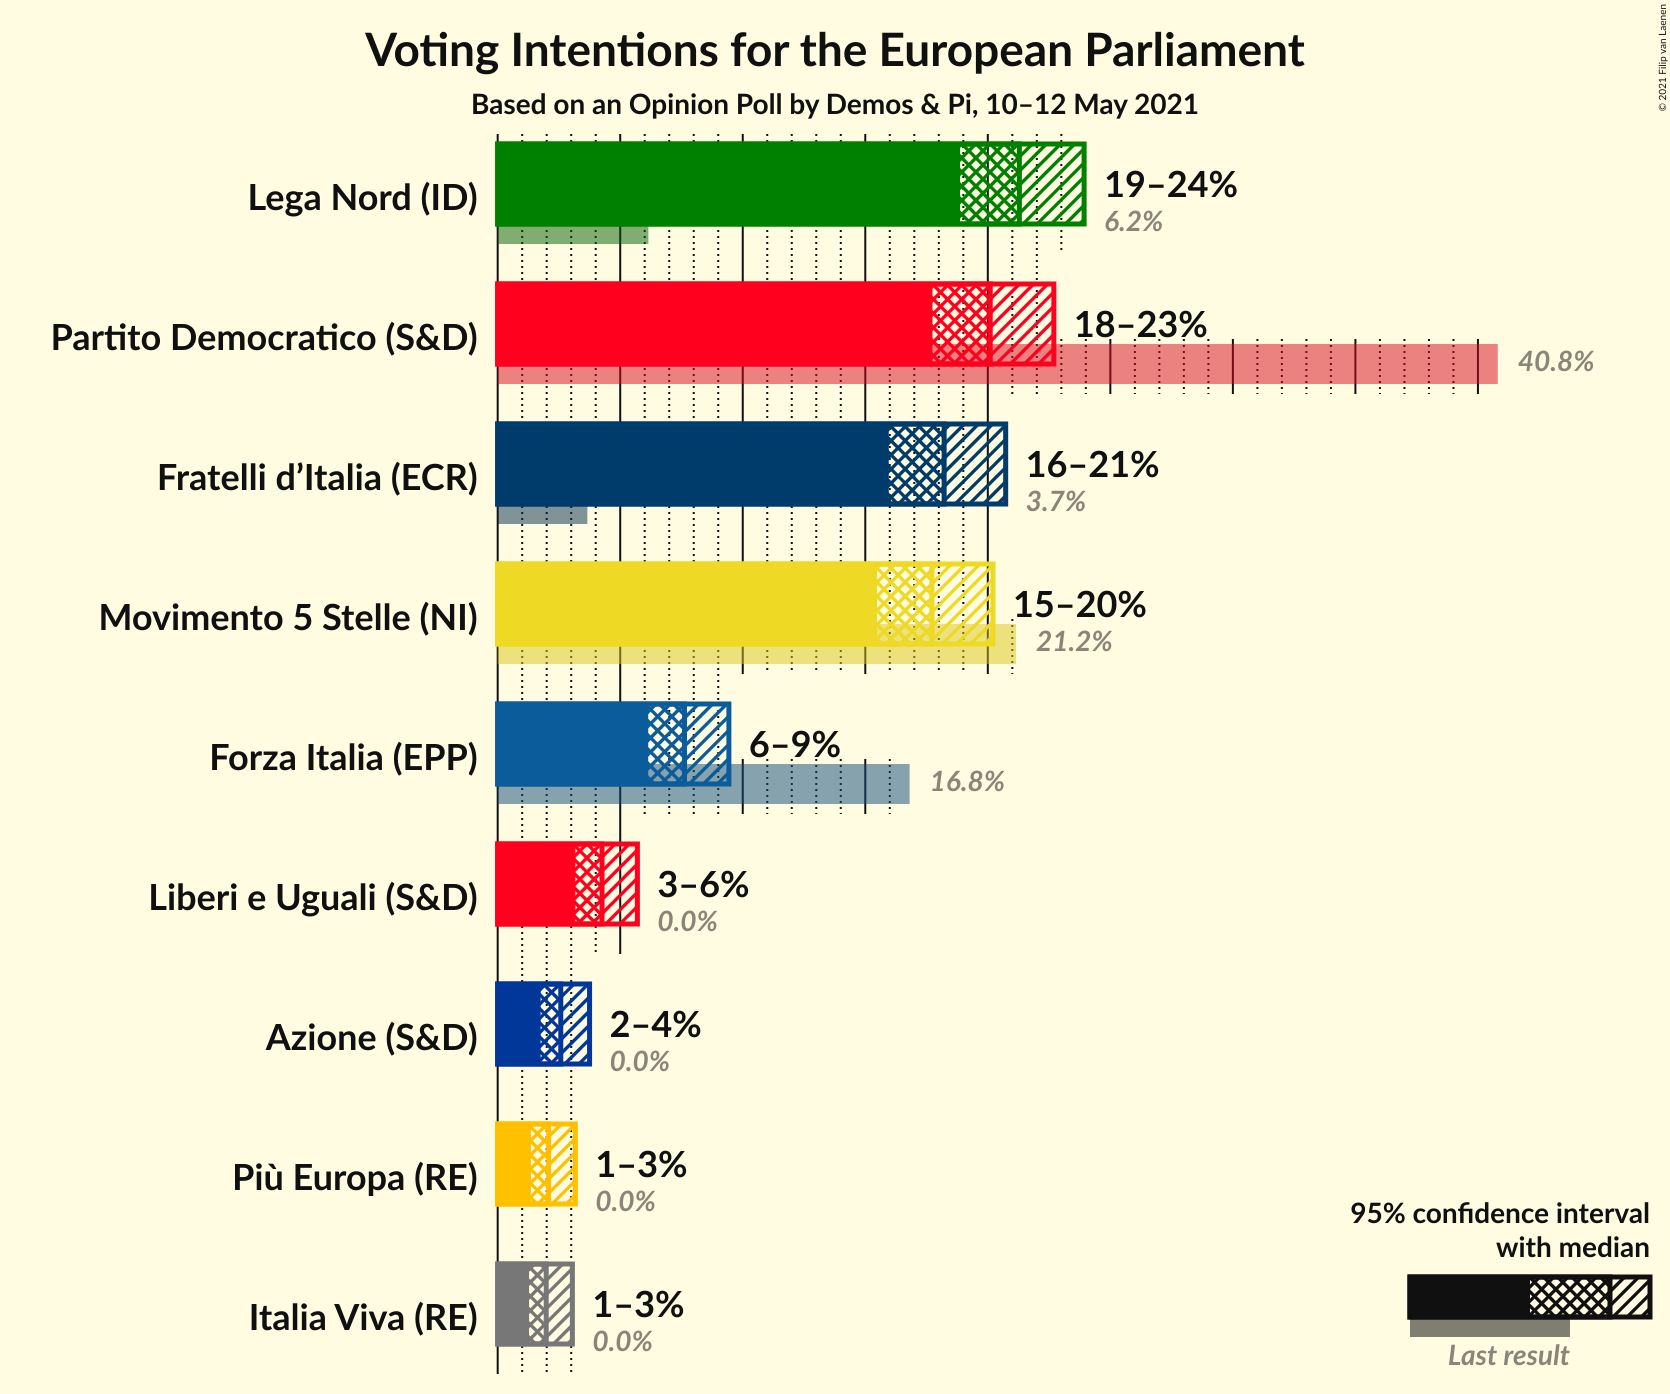 Voting Intentions for the European Parliament
Based on an Opinion Poll by Demos & Pi, 10–12 May 2021
© 2021 Filip van Laenen
Lega Nord (ID)
19–24%
6.2%
Partito Democratico (S&D)
18–23%
40.8%
Fratelli d’Italia (ECR)
16–21%
3.7%
Movimento 5 Stelle (NI)
15–20%
21.2%
Forza Italia (EPP)
6–9%
16.8%
Liberi e Uguali (S&D)
3–6%
0.0%
Azione (S&D)
2–4%
0.0%
Più Europa (RE)
1–3%
0.0%
Italia Viva (RE)
1–3%
0.0%
95% confidence interval
with median
Last result